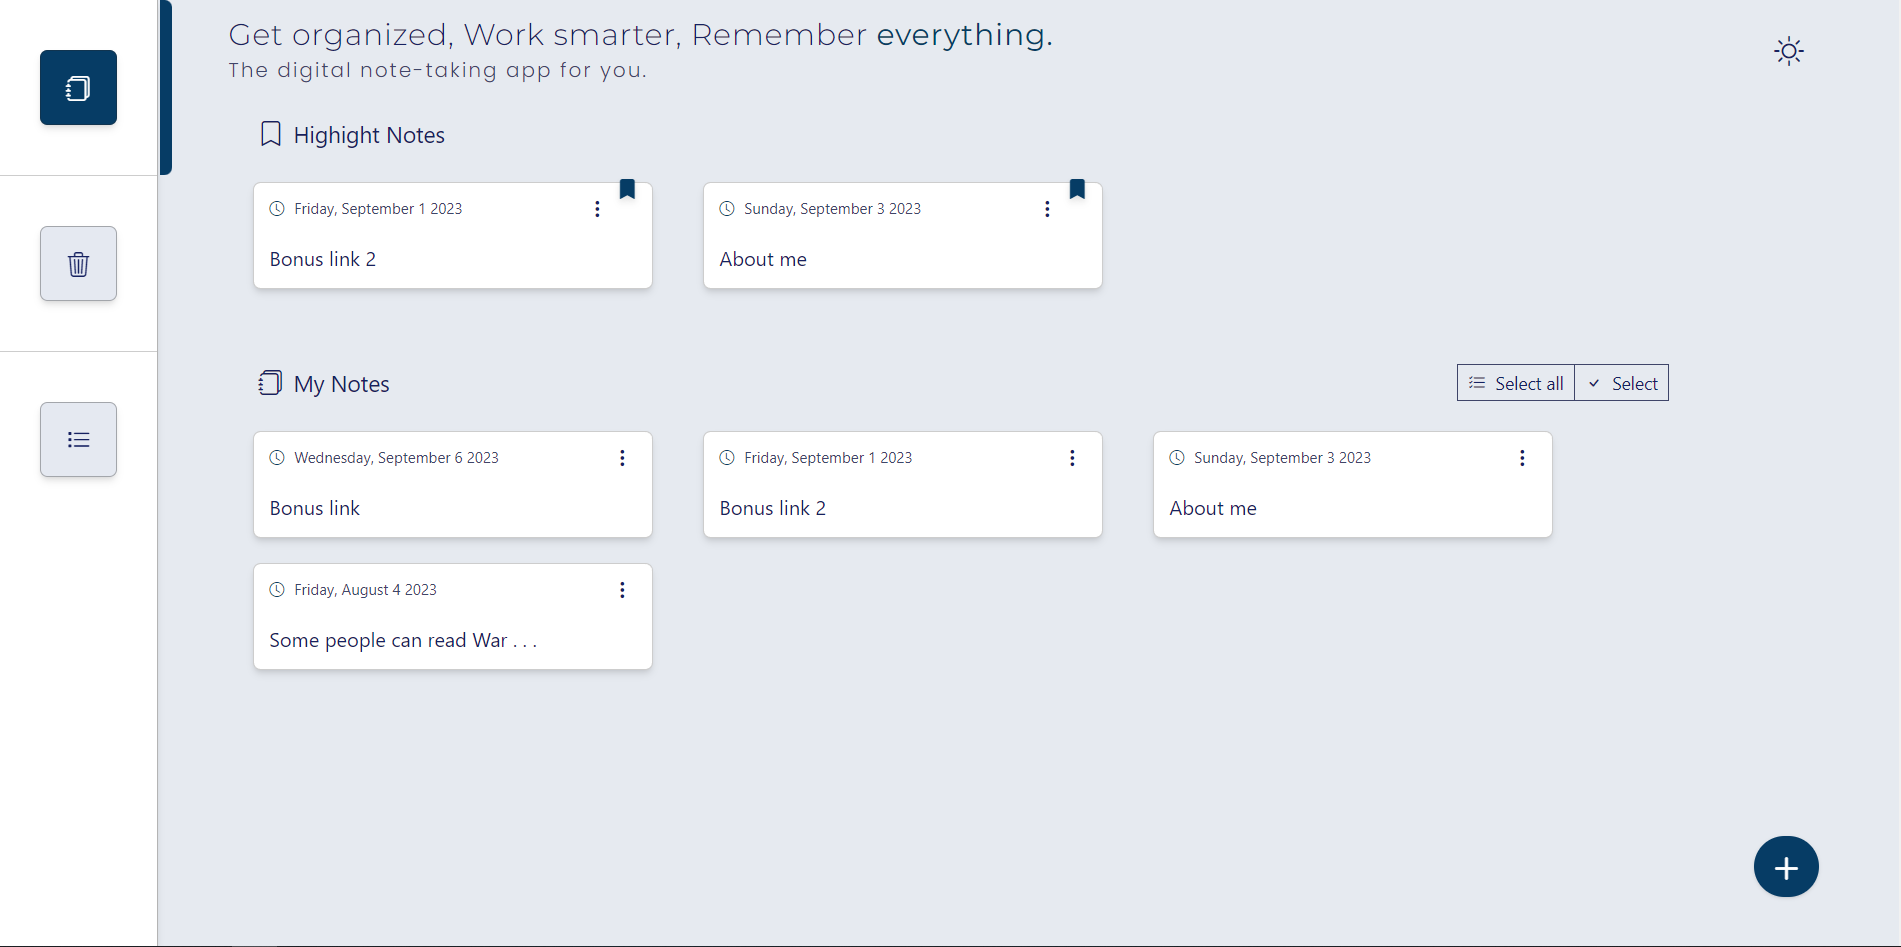 Get organized, Work smarter, Remember everything.
The digital note-taking app for you.
Highight Notes
Friday, September 1 2023
Bonus link 2
Sunday, September 3 2023
About me
My Notes
Select all
Select
Wednesday, September 6 2023
Bonus link
Friday, September 1 2023
Bonus link 2
Sunday, September 3 2023
About me
Friday, August 4 2023
Some people can read War . . .